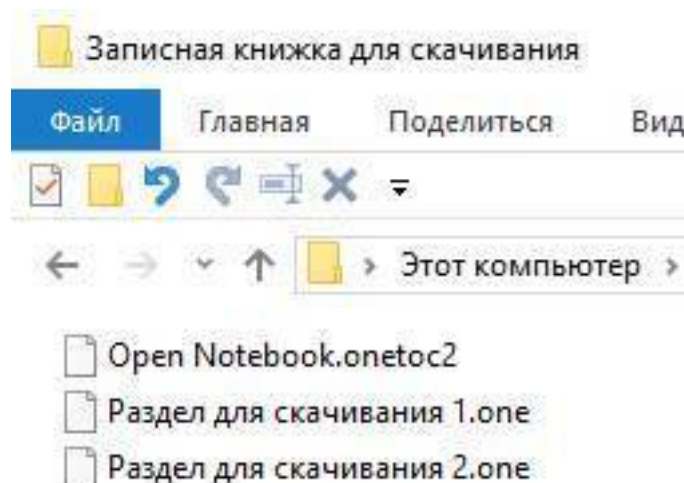 Записная книжка для скачивания
Файл Главная Поделиться Вид
Этот компьютер
Open Notebook.onetoc2
Раздел для скачивания 1.one
Раздел для скачивания 2.one